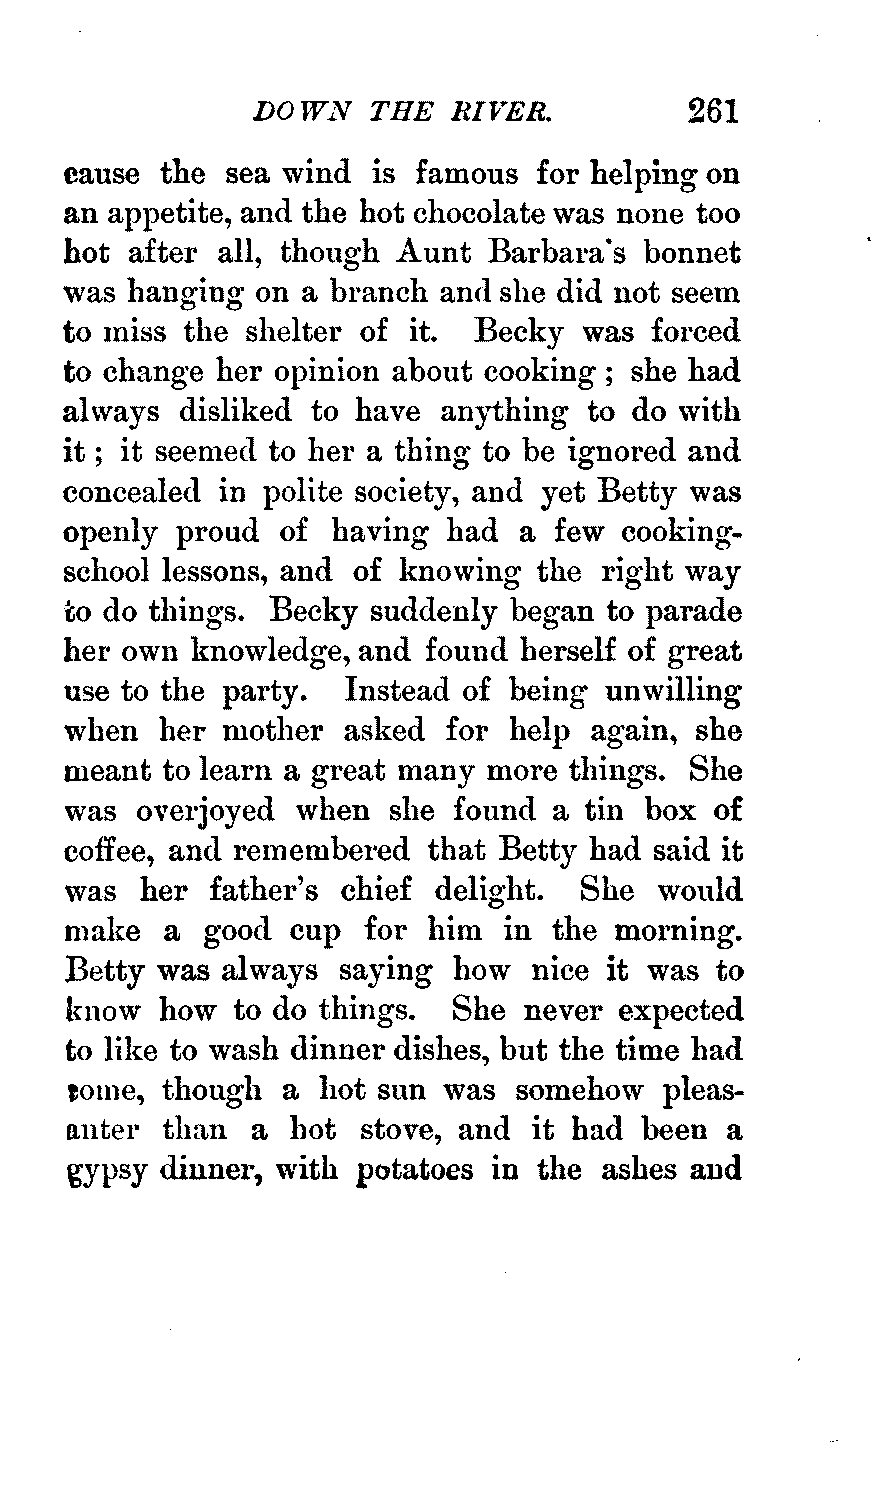 DOWN THE RIVER. 261
cause the sea wind is famous for helping on
an appetite, and the hot chocolate was none too
hot after all, though Aunt Barbara's bonnet
was hanging on a branch and she did not seem
to miss the shelter of it. Becky was forced
to change her opinion about cooking ; she had
always disliked to have anything to do with
it ; it seemed to her a thing to be ignored and
concealed in polite society, and yet Betty was
openly proud of having had a few cooking-
school lessons, and of knowing the right way
to do things. Becky suddenly began to parade
her own knowledge, and found herself of great
use to the party. Instead of being unwilling
when her mother asked for help again, she
meant to learn a great many more things. She
was overjoyed when she found a tin box of
coffee, and remembered that Betty had said it
was her father's chief delight. She would
make a good cup for him in the morning.
Betty was always saying how nice it was to
know how to do things. She never expected
to like to wash dinner dishes, but the time had
come, though a hot sun was somehow pleas-
anter than a hot stove, and it had been a
gypsy dinner, with potatoes in the ashes and